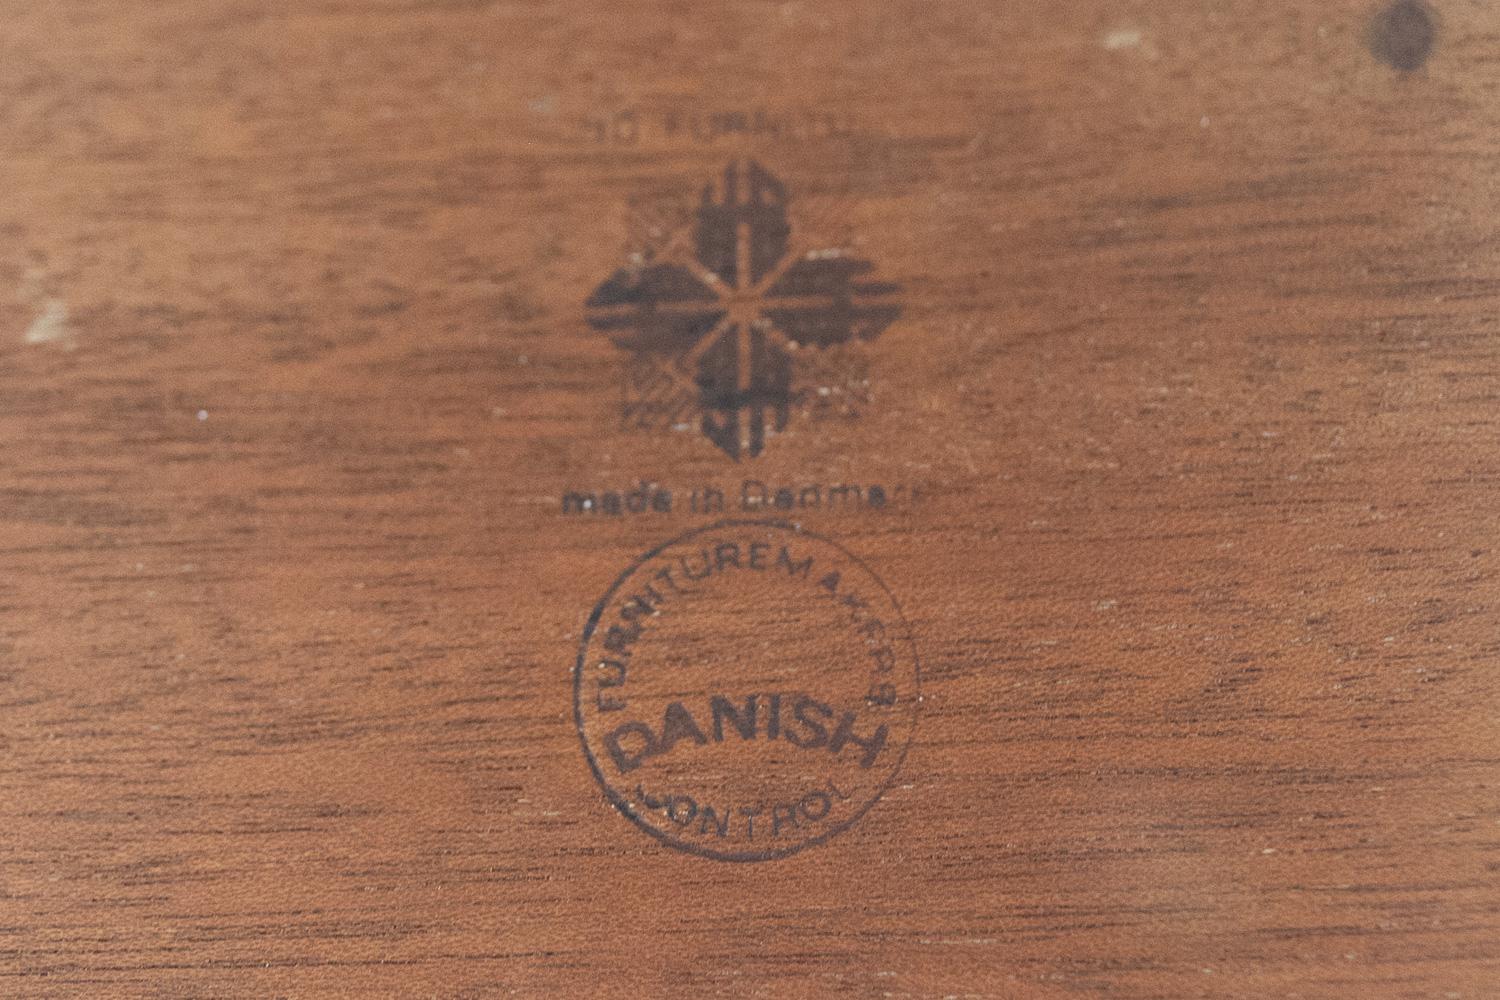 made in Denmark
FURNITUREMAKERS
DANISH
CONTROL